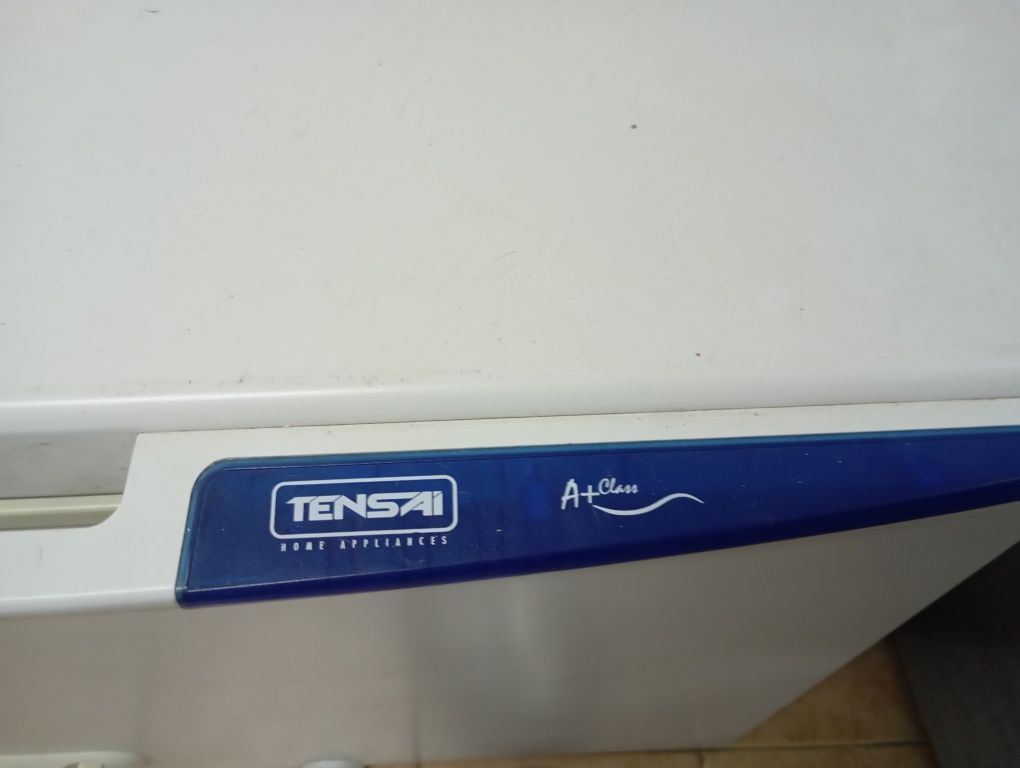 TENSAI
HOME APPLIANCES
A+ Class